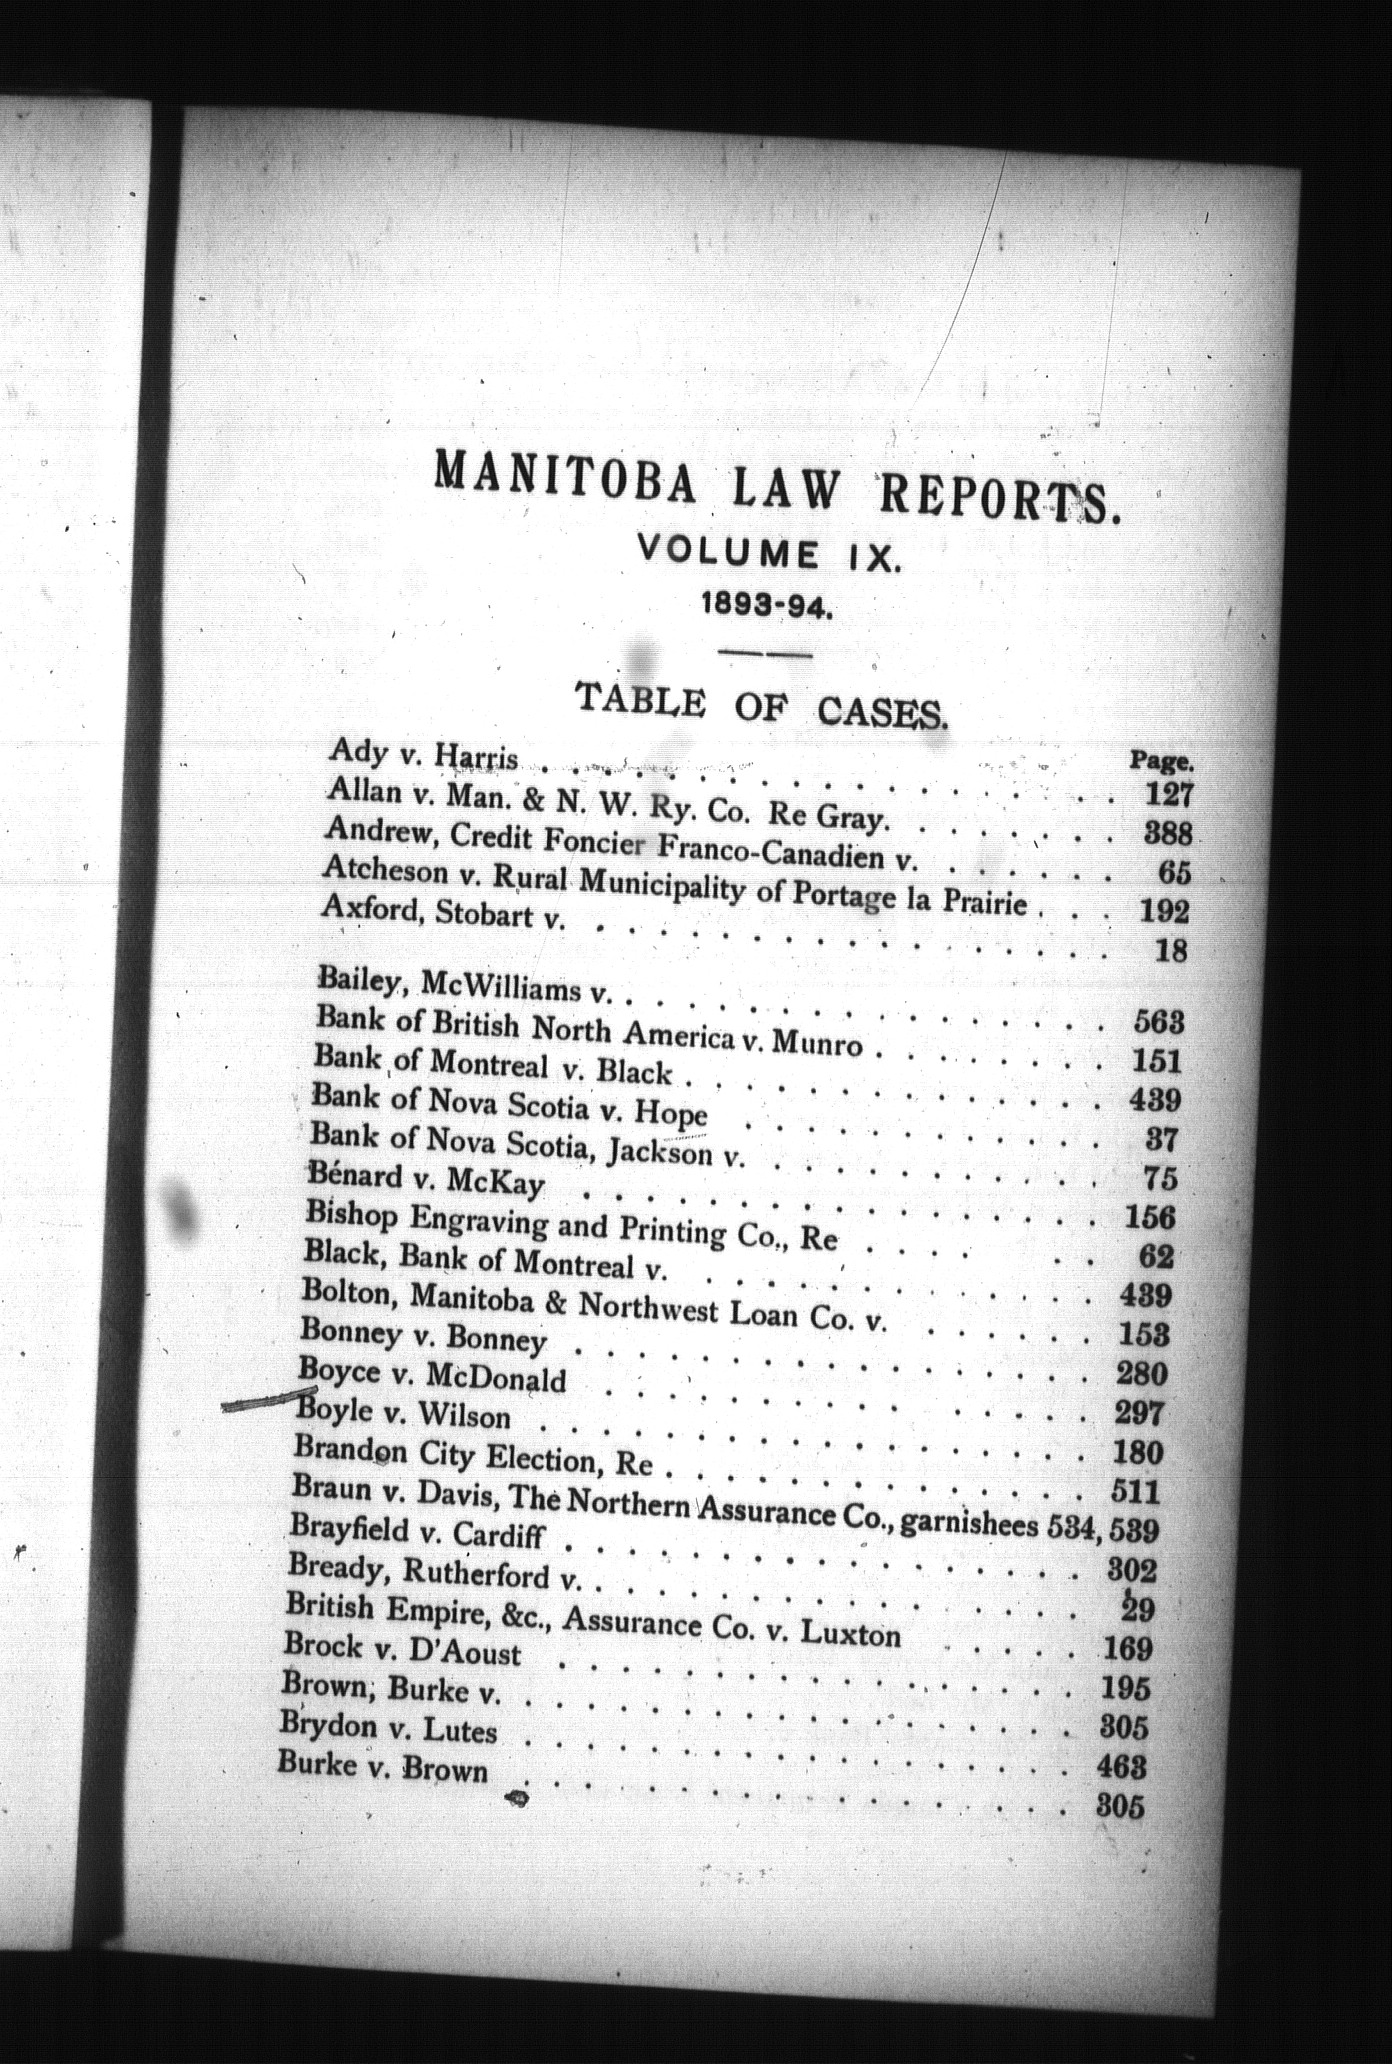 MANITOBA LAW REPORTS.
VOLUME IX.
1893-94.
TABLE OF CASES.
Page.
Ady v. Harris . . . . . . . . . . . . . . . . . . 127
Allan v. Man. & N. W. Ry. Co. Re Gray. . . . . . . . 388
Andrew, Credit Foncier Franco-Canadien v. . . . . . . 65
Atcheson v. Rural Municipality of Portage la Prairie . . . 192
Axford, Stobart v. . . . . . . . . . . . . . . . . . 18
Bailey, McWilliams v. . . . . . . . . . . . . . . . . 563
Bank of British North America v. Munro . . . . . . . . 151
Bank of Montreal v. Black . . . . . . . . . . . . . . 439
Bank of Nova Scotia v. Hope . . . . . . . . . . . . 37
Bank of Nova Scotia, Jackson v. . . . . . . . . . . . 75
Bénard v. McKay . . . . . . . . . . . . . . . . . 156
Bishop Engraving and Printing Co., Re . . . . . . 62
Black, Bank of Montreal v. . . . . . . . . . . . . . 439
Bolton, Manitoba & Northwest Loan Co. v. . . . . . . 153
Bonney v. Bonney . . . . . . . . . . . . . . . . . 280
Boyce v. McDonald . . . . . . . . . . . . . . . 297
Boyle v. Wilson . . . . . . . . . . . . . . . . . . 180
Brandon City Election, Re . . . . . . . . . . . . . . 511
Braun v. Davis, The Northern Assurance Co., garnishees 534, 539
Brayfield v. Cardiff . . . . . . . . . . . . . . . . . 302
Bready, Rutherford v. . . . . . . . . . . . . . . . 29
British Empire, &c., Assurance Co. v. Luxton . . . . . 169
Brock v. D'Aoust . . . . . . . . . . . . . . . . . 195
Brown, Burke v. . . . . . . . . . . . . . . . . . . 305
Brydon v. Lutes . . . . . . . . . . . . . . . . . . 463
Burke v. Brown . . . . . . . . . . . . . . . . . . 305